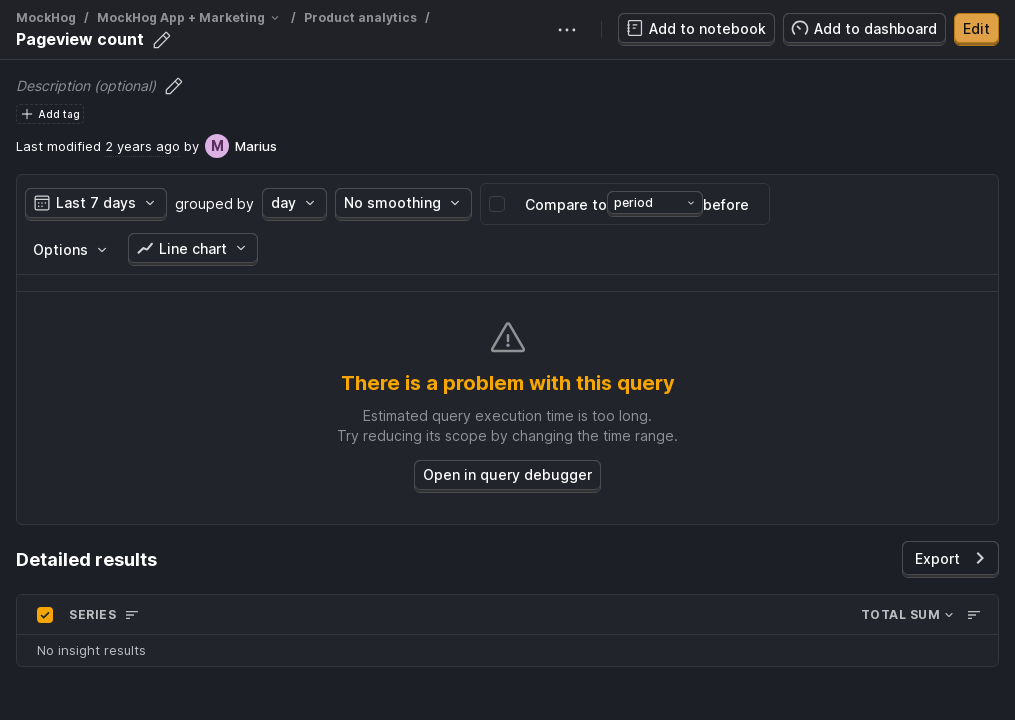 MockHog / MockHog App + Marketing / Product analytics /
Pageview count
Add to notebook
Add to dashboard
Edit
Description (optional)
Add tag
Last modified 2 years ago by M Marius
Last 7 days grouped by day No smoothing Compare to period before
Options Line chart
There is a problem with this query
Estimated query execution time is too long.
Try reducing its scope by changing the time range.
Open in query debugger
Detailed results
Export
SERIES TOTAL SUM
No insight results